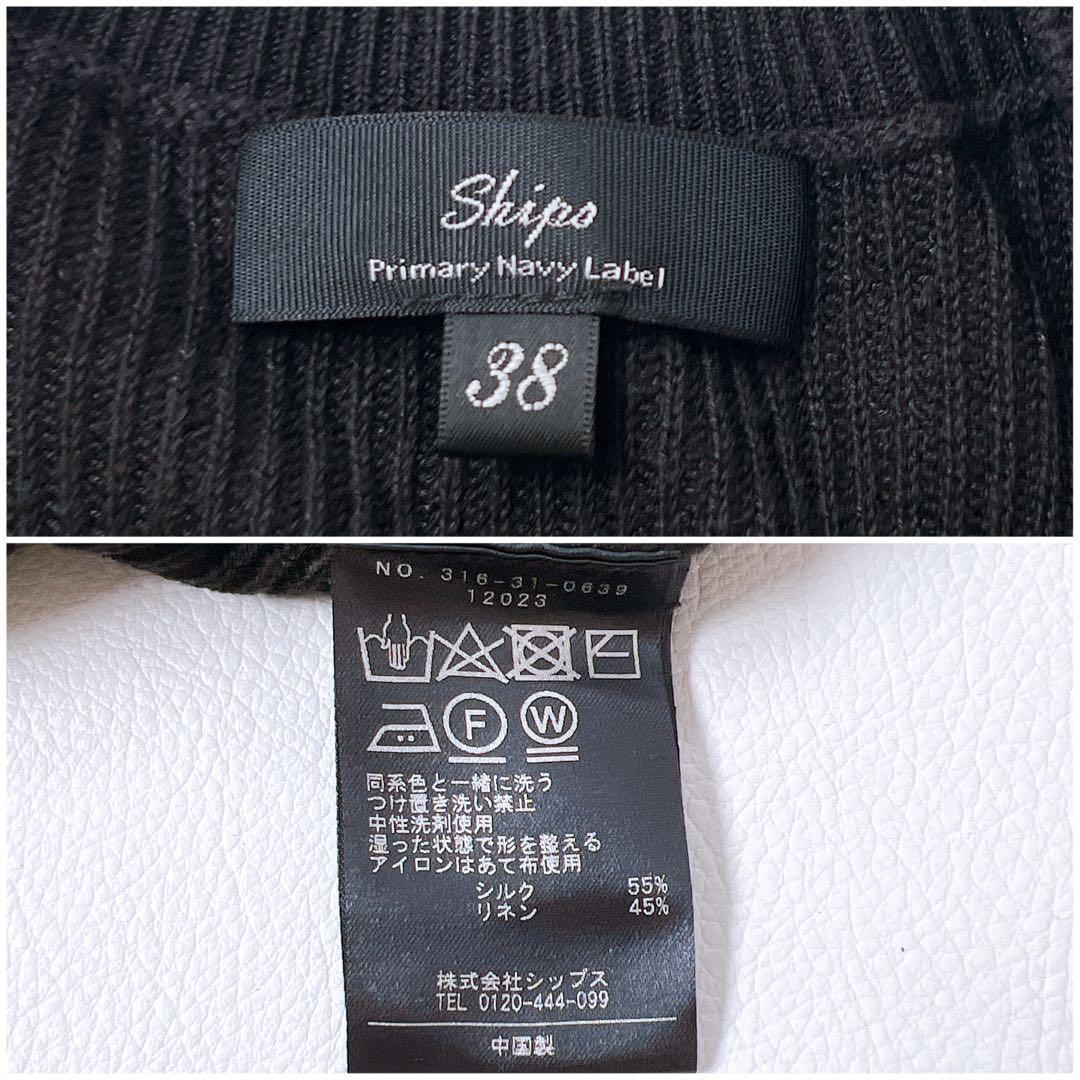 Ships
Primary Navy Label
38
NO. 316-31-0639
12023
F W
同系色と一緒に洗う
つけ置き洗い禁止
中性洗剤使用
湿った状態で形を整える
アイロンはあて布使用
シルク 55%
リネン 45%
株式会社シップス
TEL 0120-444-099
中国製